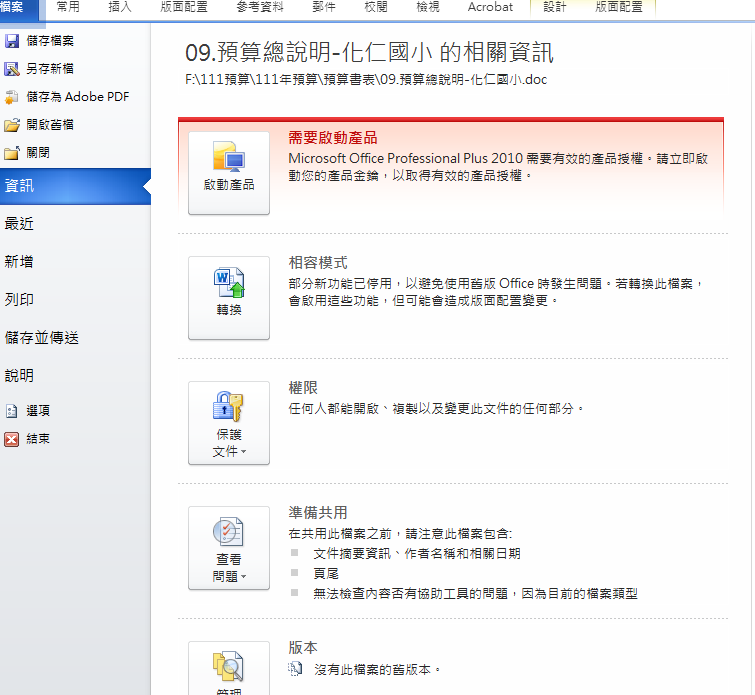 檔案 常用 插入 版面配置 參考資料 郵件 校閱 檢視 Acrobat 設計 版面配置
儲存檔案
另存新檔
儲存為 Adobe PDF
開啟舊檔
關閉
資訊
最近
新增
列印
儲存並傳送
說明
選項
結束
09.預算總說明-化仁國小 的相關資訊
F:\111預算\111年預算\預算書表\09.預算總說明-化仁國小.doc
啟動產品
需要啟動產品
Microsoft Office Professional Plus 2010 需要有效的產品授權。請立即啟
動您的產品金鑰，以取得有效的產品授權。
轉換
相容模式
部分新功能已停用，以避免使用舊版 Office 時發生問題。若轉換此檔案，
會啟用這些功能，但可能會造成版面配置變更。
保護
文件
權限
任何人都能開啟、複製以及變更此文件的任何部分。
查看
問題
準備共用
在共用此檔案之前，請注意此檔案包含:
文件摘要資訊、作者名稱和相關日期
頁尾
無法檢查內容否有協助工具的問題，因為目前的檔案類型
管理
版本
沒有此檔案的舊版本。